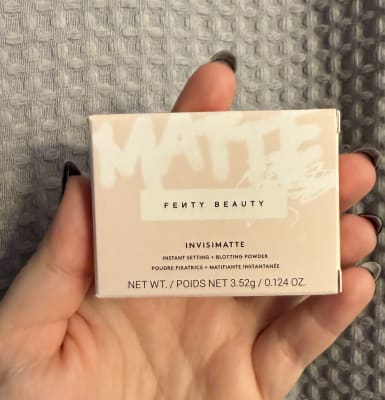 MATTE
FEИTY BEAUTY
INVISIMATTE
INSTANT SETTING + BLOTTING POWDER
POUDRE FIXATRICE + MATIFIANTE INSTANTANÉE
NET WT. / POIDS NET 3.52g / 0.124 OZ.